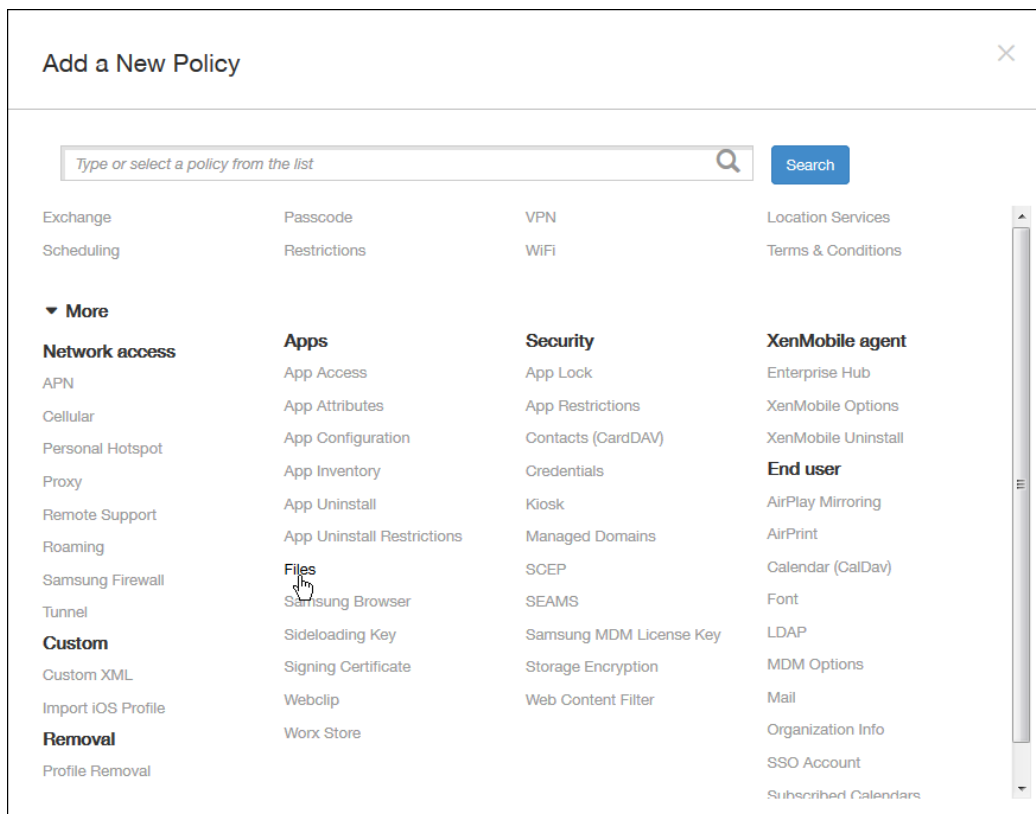 Add a New Policy
Type or select a policy from the list
Search
Exchange
Passcode
VPN
Location Services
Scheduling
Restrictions
WiFi
Terms & Conditions
More
Network access
APN
Cellular
Personal Hotspot
Proxy
Remote Support
Roaming
Samsung Firewall
Tunnel
Custom
Custom XML
Import iOS Profile
Removal
Profile Removal
Apps
App Access
App Attributes
App Configuration
App Inventory
App Uninstall
App Uninstall Restrictions
Files
Samsung Browser
Sideloading Key
Signing Certificate
Webclip
Worx Store
Security
App Lock
App Restrictions
Contacts (CardDAV)
Credentials
Kiosk
Managed Domains
SCEP
SEAMS
Samsung MDM License Key
Storage Encryption
Web Content Filter
XenMobile agent
Enterprise Hub
XenMobile Options
XenMobile Uninstall
End user
AirPlay Mirroring
AirPrint
Calendar (CalDav)
Font
LDAP
MDM Options
Mail
Organization Info
SSO Account
Subscribed Calendars